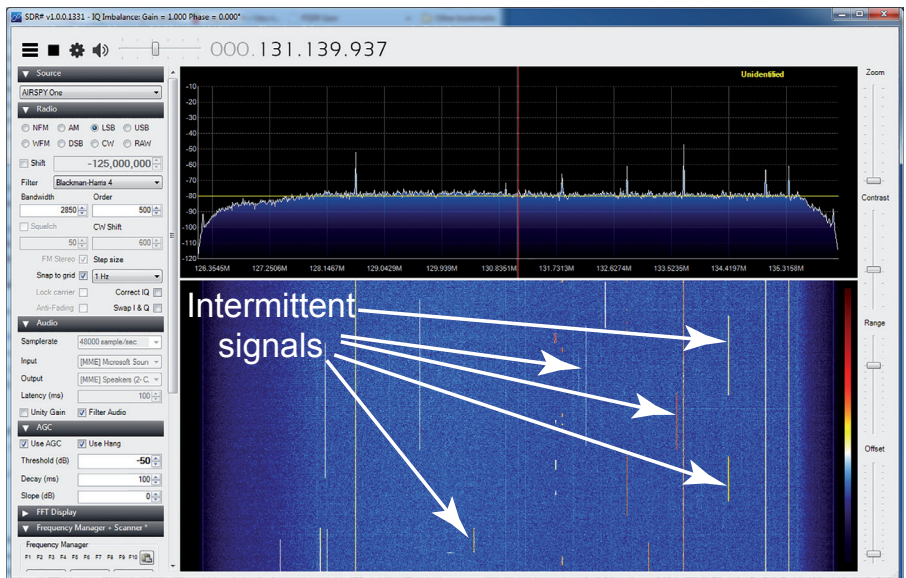 SDR# v1.0.0.1331 - IQ Imbalance: Gain = 1.000 Phase = 0.000°
000.131.139.937
Source
AIRSPY One
Radio
NFM AM LSB USB
WFM DSB CW RAW
Shift -125,000,000
Filter Blackman-Harris 4
Bandwidth Order
2850 500
Squelch CW Shift
50 600
FM Stereo Step size
Snap to grid 1 Hz
Lock carrier Correct IQ
Anti-Fading Swap I & Q
Audio
Samplerate 48000 sample/sec
Input [MME] Microsoft Soun
Output [MME] Speakers (2- C.
Latency (ms) 100
Unity Gain Filter Audio
AGC
Use AGC Use Hang
Threshold (dB) -50
Decay (ms) 100
Slope (dB) 0
FFT Display
Frequency Manager + Scanner *
Frequency Manager
F1 F2 F3 F4 F5 F6 F7 F8 F9 F10
Unidentified
-10
-20
-30
-40
-50
-60
-70
-80
-90
-100
-110
-120
126.3645M 127.2506M 128.1467M 129.0429M 129.939M 130.8351M 131.7313M 132.6274M 133.5235M 134.4197M 135.3158M
Intermittent
signals
Zoom
Contrast
Range
Offset